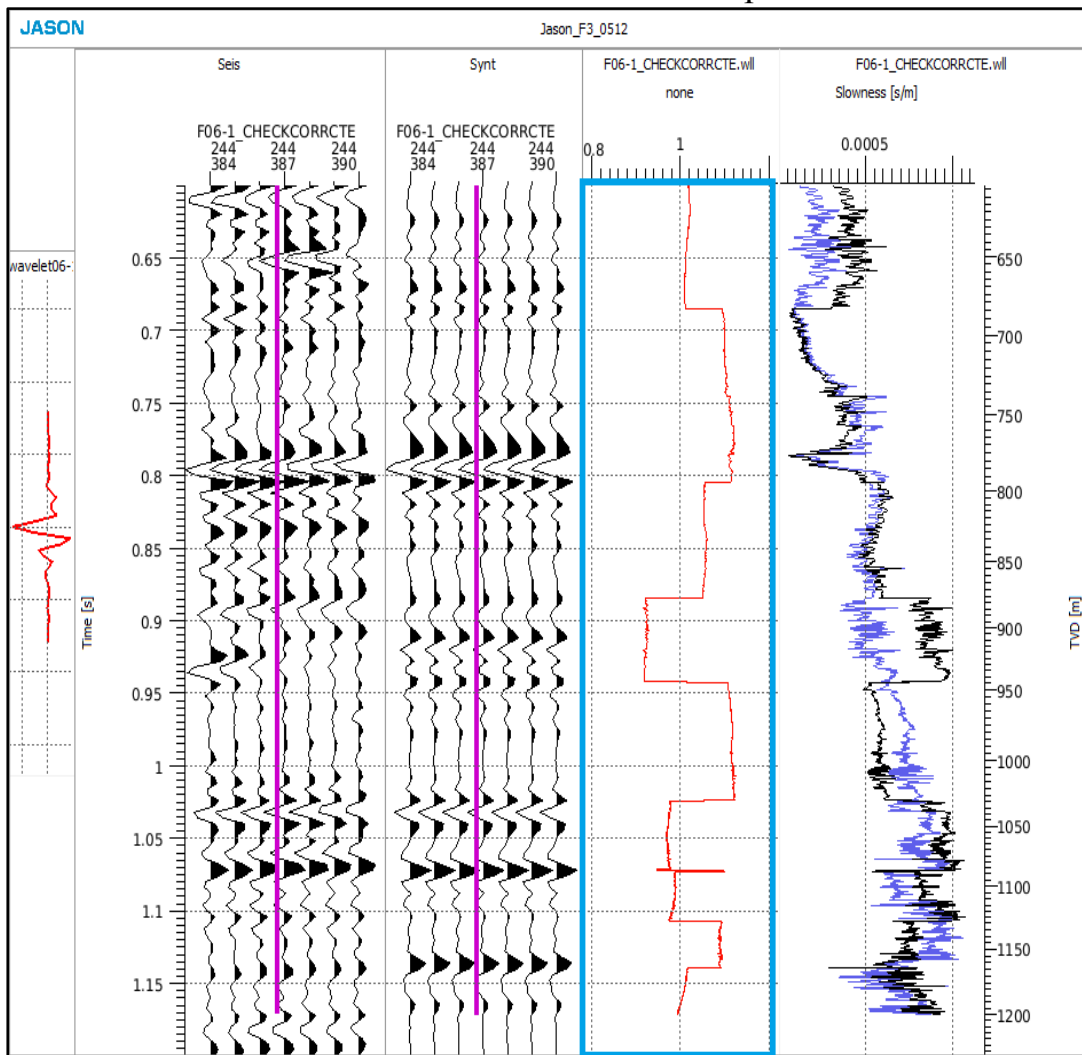 JASON
Jason_F3_0512
Seis
Synt
F06-1_CHECKCORRCTE.wll
F06-1_CHECKCORRCTE.wll
none
Slowness [s/m]
F06-1_CHECKCORRCTE
F06-1_CHECKCORRCTE
244 244 244
384 387 390
244 244 244
384 387 390
0.8 1
0.0005
wavelet06-
Time [s]
0.65
0.7
0.75
0.8
0.85
0.9
0.95
1
1.05
1.1
1.15
650
700
750
800
850
900
950
1000
1050
1100
1150
1200
TVD [m]